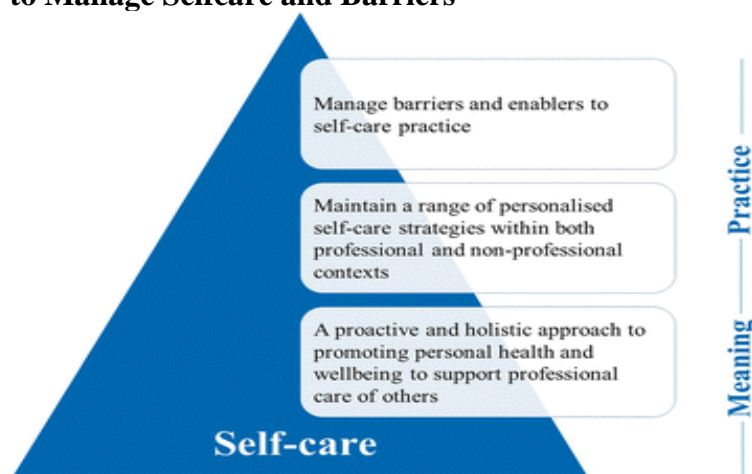 to Manage Selfcare and Barriers
Manage barriers and enablers to
self-care practice
Maintain a range of personalised
self-care strategies within both
professional and non-professional
contexts
A proactive and holistic approach to
promoting personal health and
wellbeing to support professional
care of others
Self-care
Practice
Meaning